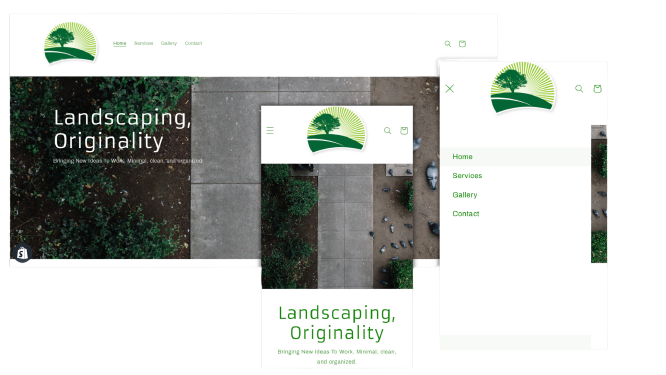 Home Services Gallery Contact
Landscaping,
Originality
Bringing New Ideas To Work. Minimal, clean, and organized.
Landscaping,
Originality
Bringing New Ideas To Work. Minimal, clean,
and organized.
Home
Services
Gallery
Contact